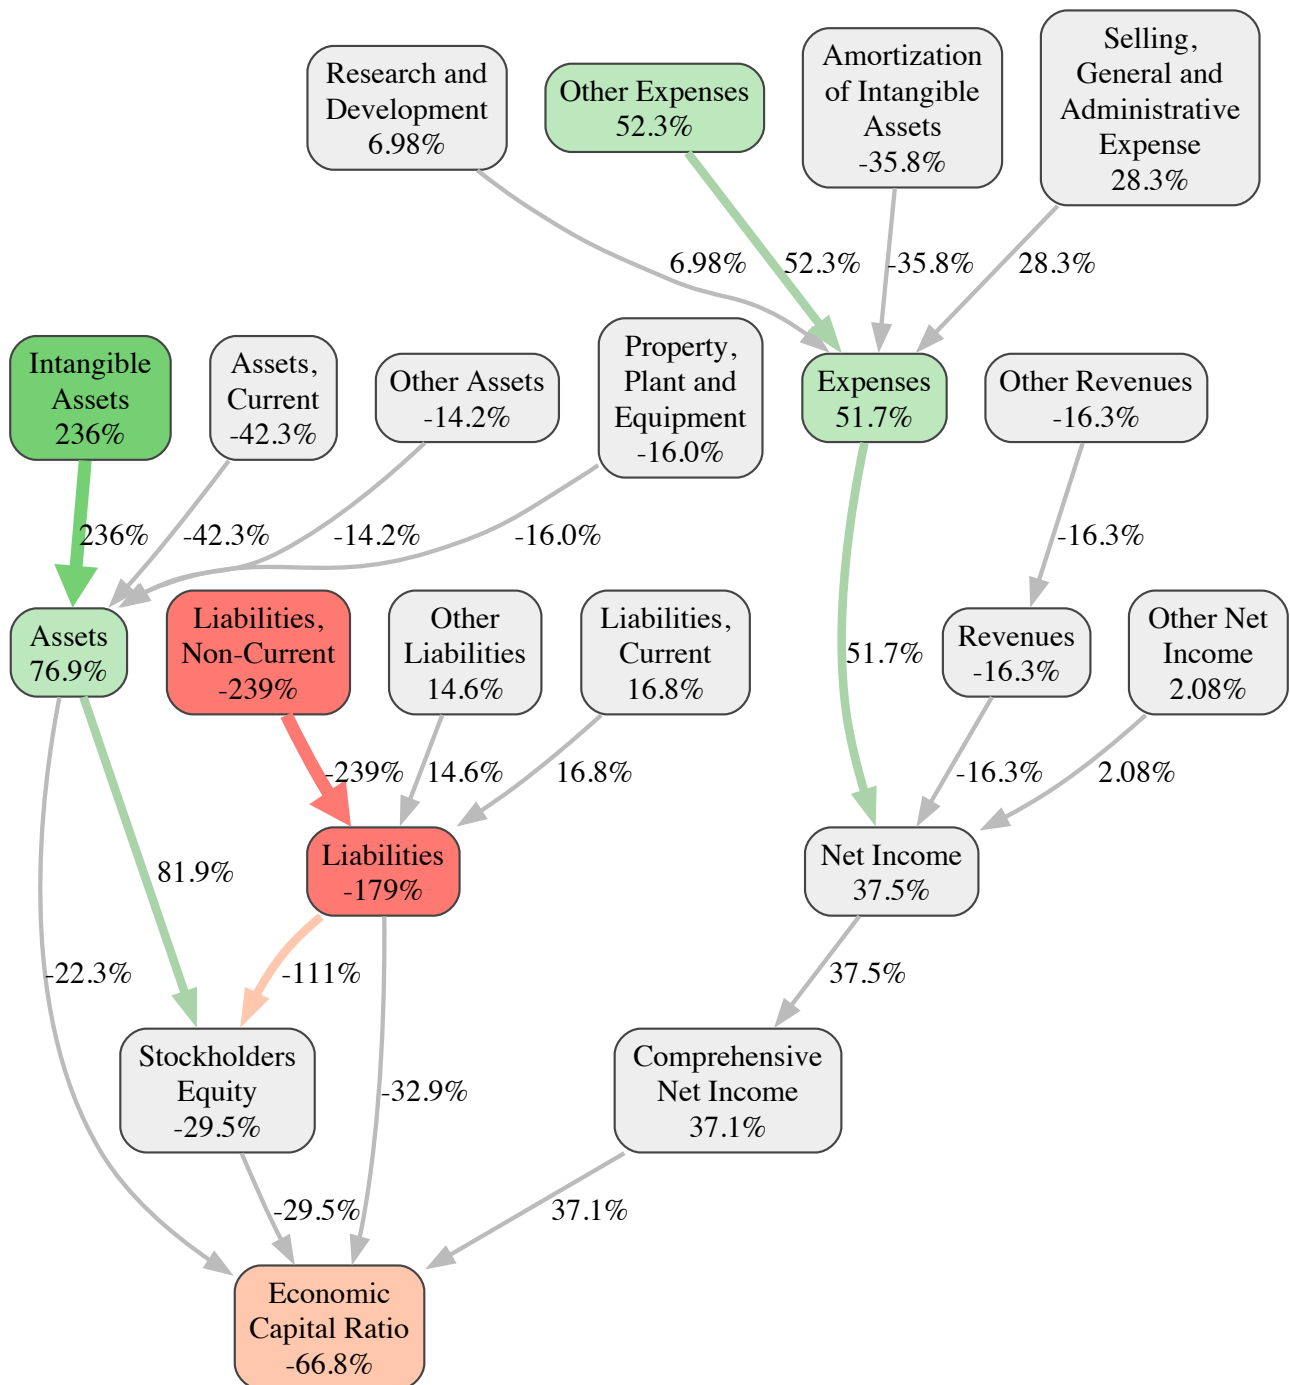 Research and
Development
6.98%
Other Expenses
52.3%
Amortization
of Intangible
Assets
-35.8%
Selling,
General and
Administrative
Expense
28.3%
6.98%
52.3%
-35.8%
28.3%
Intangible
Assets
236%
Assets,
Current
-42.3%
Other Assets
-14.2%
Property,
Plant and
Equipment
-16.0%
Expenses
51.7%
Other Revenues
-16.3%
236%
-42.3%
-14.2%
-16.0%
-16.3%
Assets
76.9%
Liabilities,
Non-Current
-239%
Other
Liabilities
14.6%
Liabilities,
Current
16.8%
51.7%
Revenues
-16.3%
Other Net
Income
2.08%
-239%
14.6%
16.8%
-16.3%
2.08%
81.9%
Liabilities
-179%
Net Income
37.5%
-22.3%
-111%
37.5%
Stockholders
Equity
-29.5%
-32.9%
Comprehensive
Net Income
37.1%
-29.5%
37.1%
Economic
Capital Ratio
-66.8%